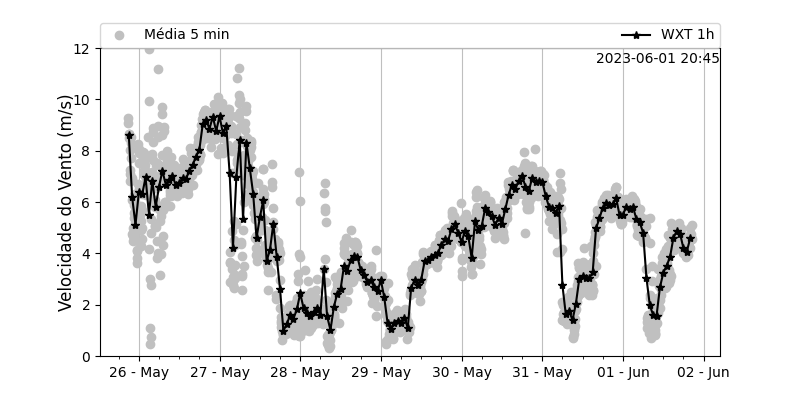 Média 5 min
WXT 1h
2023-06-01 20:45
Velocidade do Vento (m/s)
12
10
8
6
4
2
0
26 - May
27 - May
28 - May
29 - May
30 - May
31 - May
01 - Jun
02 - Jun